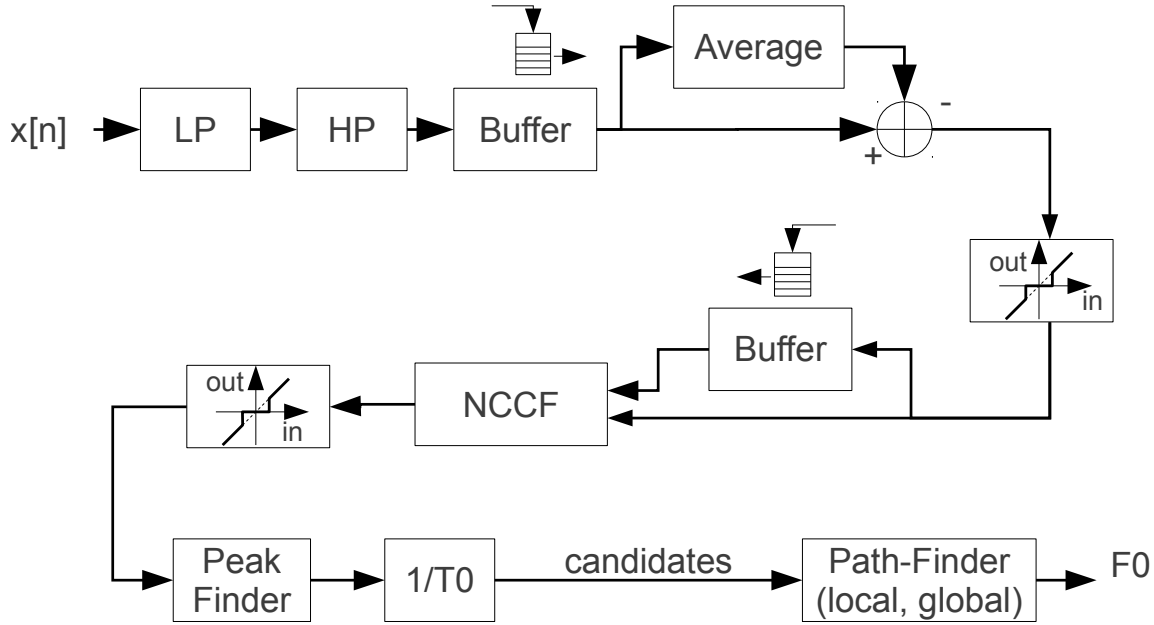 Average
x[n]
LP
HP
Buffer
-
+
out
in
Buffer
out
in
NCCF
Peak
Finder
1/T0
candidates
Path-Finder
(local, global)
F0